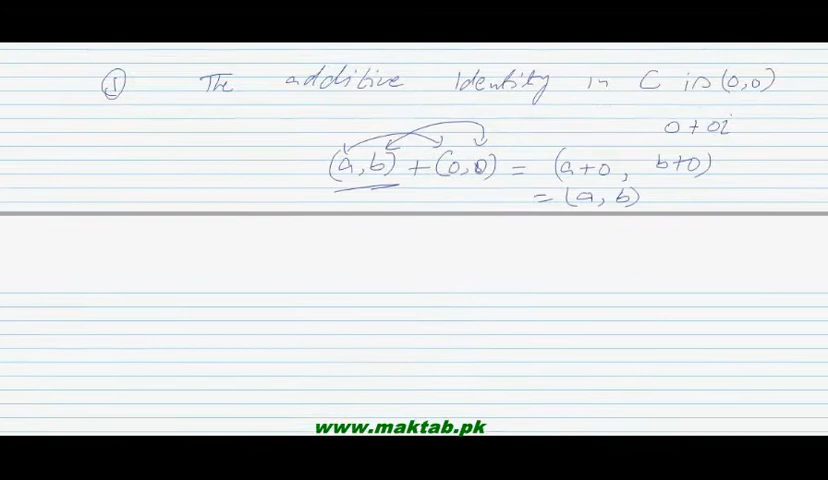 ① The additive Identity in C is (0,0)
0 + 0i
(a,b) + (0,0) = (a+0, b+0)
= (a, b)
www.maktab.pk